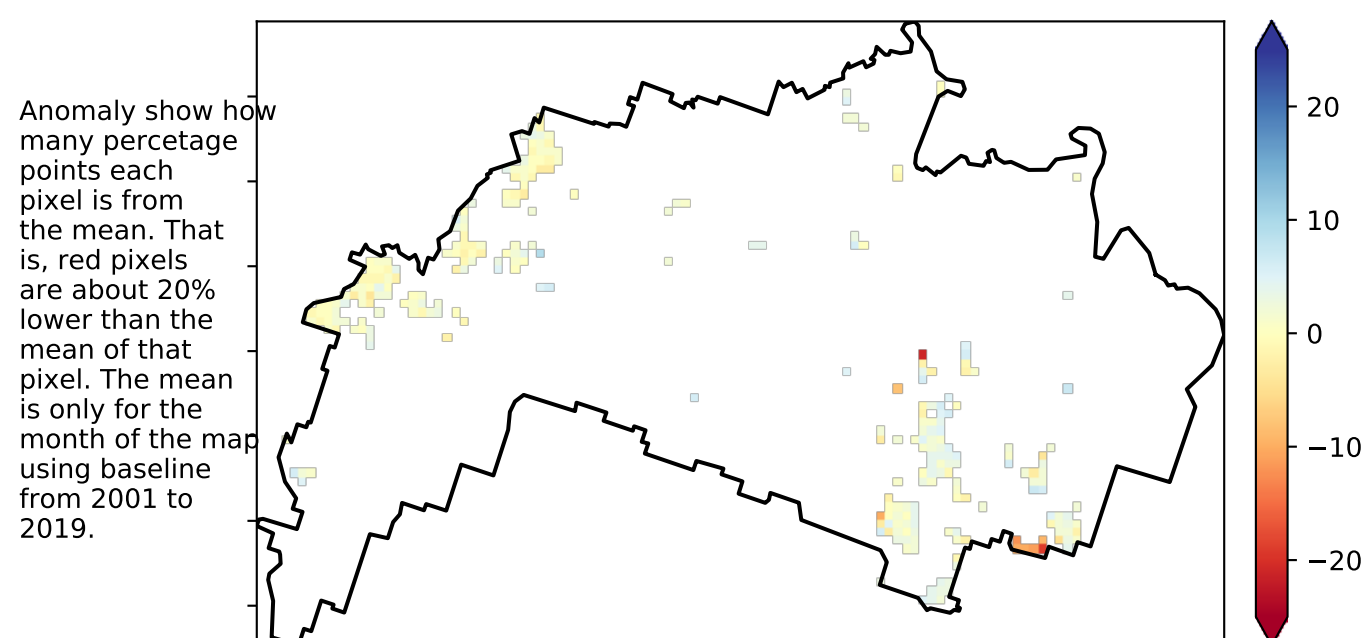 Anomaly show how
many percetage
points each
pixel is from
the mean. That
is, red pixels
are about 20%
lower than the
mean of that
pixel. The mean
is only for the
month of the map
using baseline
from 2001 to
2019.
20
10
0
−10
−20